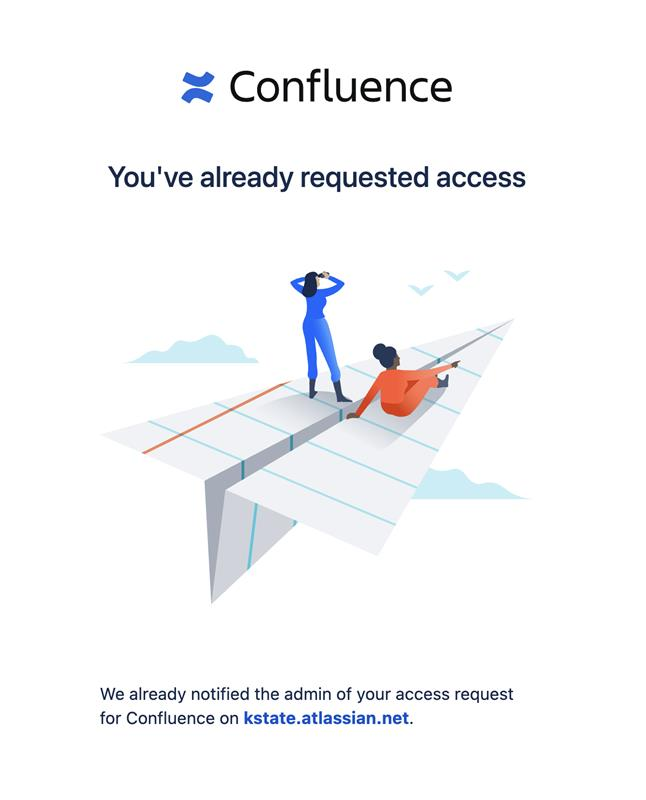 Confluence
You've already requested access
We already notified the admin of your access request
for Confluence on kstate.atlassian.net.